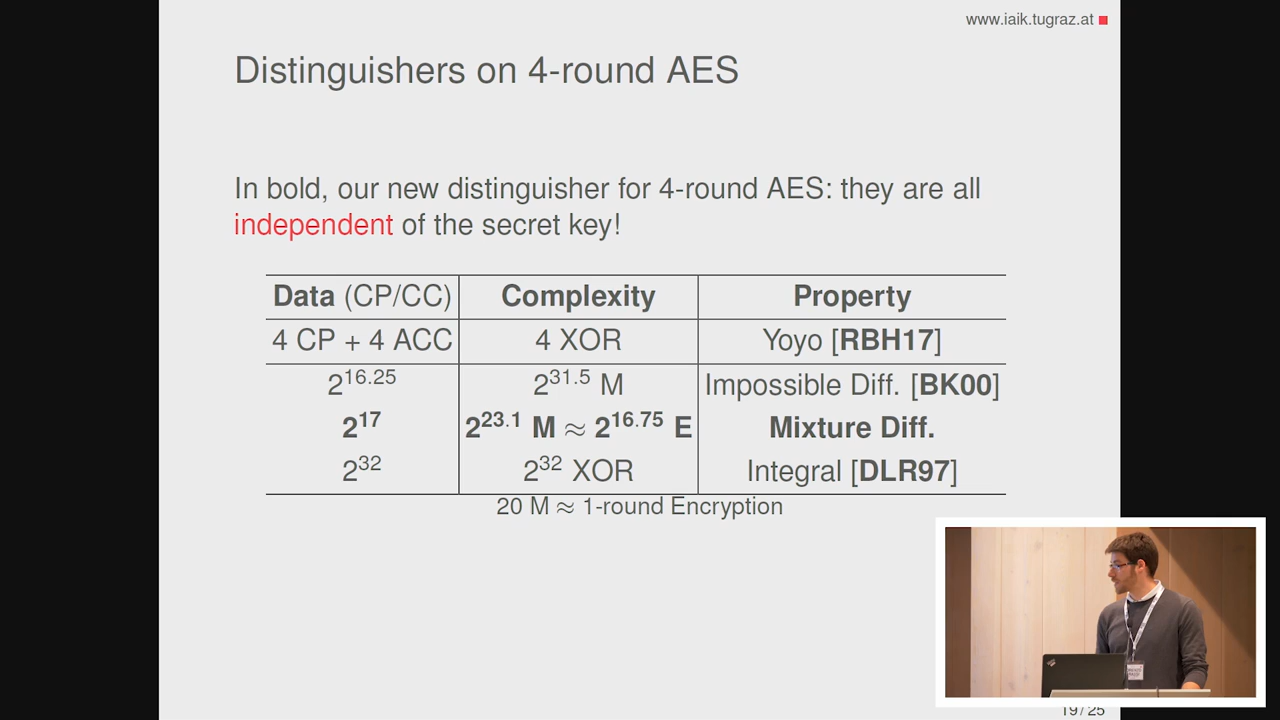 www.iaik.tugraz.at
Distinguishers on 4-round AES
In bold, our new distinguisher for 4-round AES: they are all
independent of the secret key!
Data (CP/CC) Complexity Property
4 CP + 4 ACC 4 XOR Yoyo [RBH17]
2^16.25 2^31.5 M Impossible Diff. [BK00]
2^17 2^23.1 M ≈ 2^16.75 E Mixture Diff.
2^32 2^32 XOR Integral [DLR97]
20 M ≈ 1-round Encryption
19/25